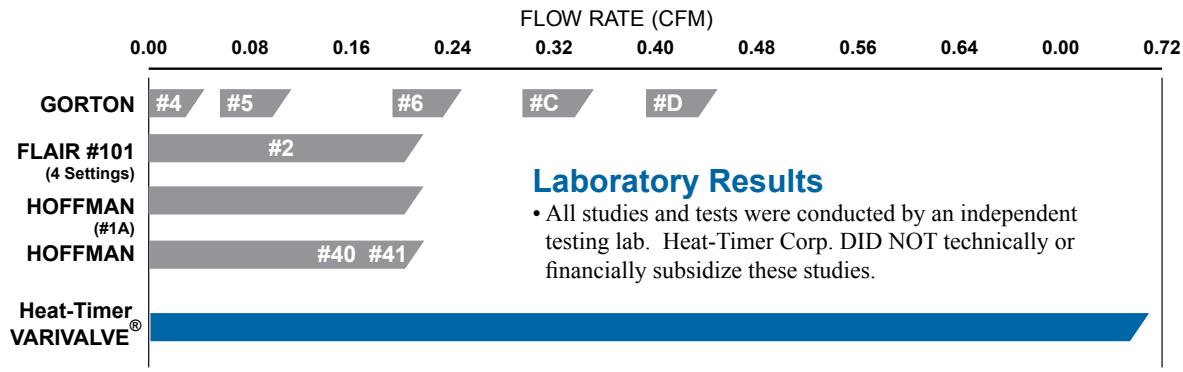 FLOW RATE (CFM)
0.00 0.08 0.16 0.24 0.32 0.40 0.48 0.56 0.64 0.00 0.72
GORTON #4 #5 #6 #C #D
FLAIR #101 #2
(4 Settings)
HOFFMAN
(#1A)
HOFFMAN #40 #41
Laboratory Results
• All studies and tests were conducted by an independent
testing lab. Heat-Timer Corp. DID NOT technically or
financially subsidize these studies.
Heat-Timer
VARIVALVE®